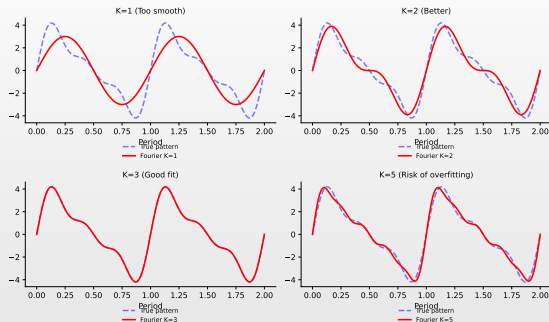 K=1 (Too smooth)
4
2
0
−2
−4
0.00 0.25 0.50 0.75 1.00 1.25 1.50 1.75 2.00
Period
True pattern
Fourier K=1
K=2 (Better)
4
2
0
−2
−4
0.00 0.25 0.50 0.75 1.00 1.25 1.50 1.75 2.00
Period
True pattern
Fourier K=2
K=3 (Good fit)
4
2
0
−2
−4
0.00 0.25 0.50 0.75 1.00 1.25 1.50 1.75 2.00
Period
True pattern
Fourier K=3
K=5 (Risk of overfitting)
4
2
0
−2
−4
0.00 0.25 0.50 0.75 1.00 1.25 1.50 1.75 2.00
Period
True pattern
Fourier K=5